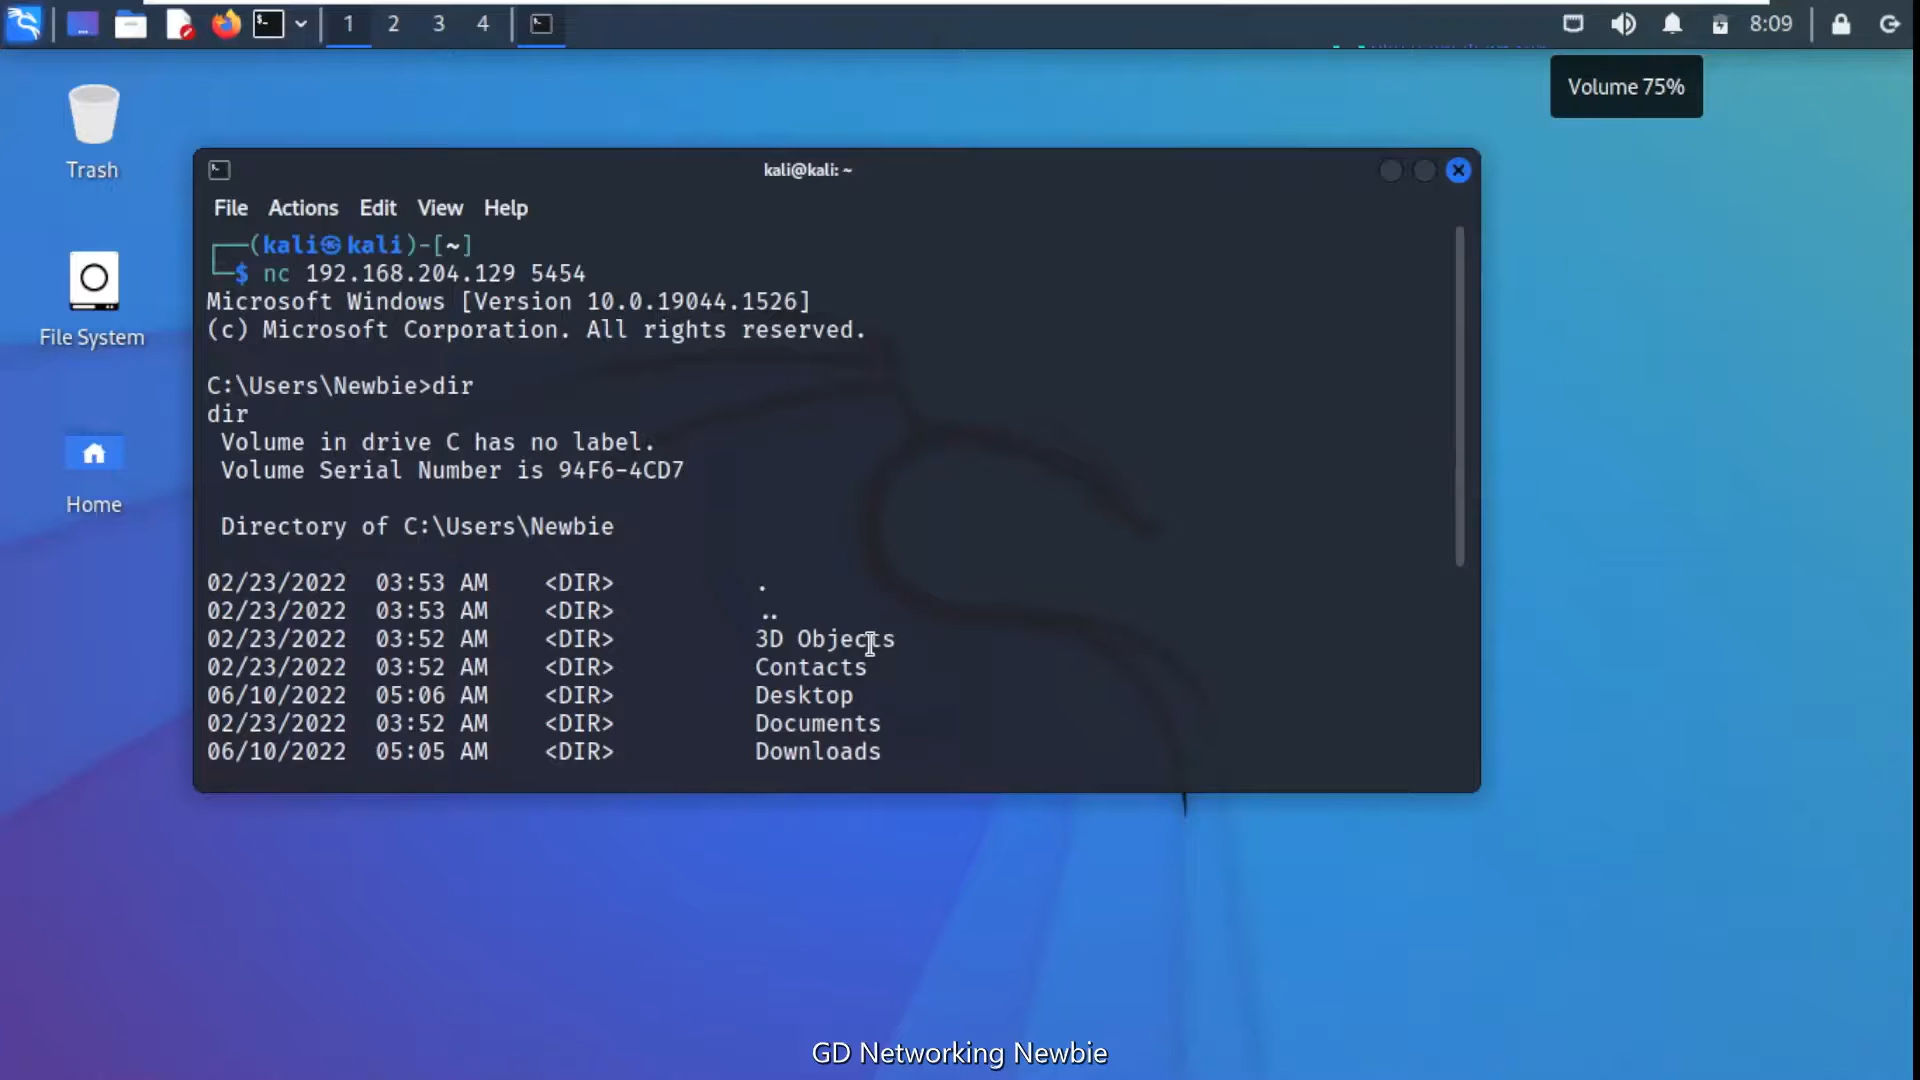 1 2 3 4 8:09
Volume 75%
Trash
File System
Home
kali@kali: ~
File Actions Edit View Help
┌──(kali㉿kali)-[~]
└─$ nc 192.168.204.129 5454
Microsoft Windows [Version 10.0.19044.1526]
(c) Microsoft Corporation. All rights reserved.
C:\Users\Newbie>dir
dir
Volume in drive C has no label.
Volume Serial Number is 94F6-4CD7
Directory of C:\Users\Newbie
02/23/2022 03:53 AM <DIR> .
02/23/2022 03:53 AM <DIR> ..
02/23/2022 03:52 AM <DIR> 3D Objects
02/23/2022 03:52 AM <DIR> Contacts
06/10/2022 05:06 AM <DIR> Desktop
02/23/2022 03:52 AM <DIR> Documents
06/10/2022 05:05 AM <DIR> Downloads
GD Networking Newbie